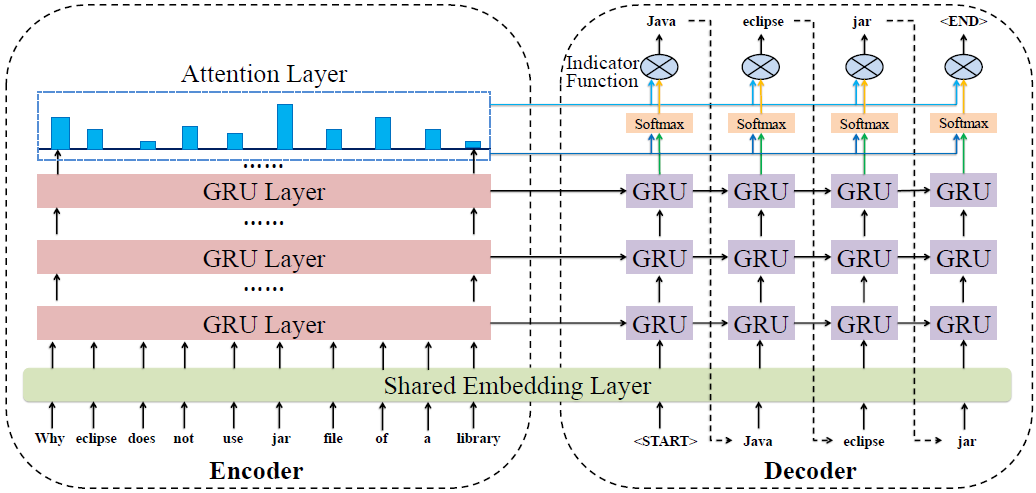 Java eclipse jar <END>
Attention Layer
Indicator
Function
Softmax Softmax Softmax Softmax
......
GRU Layer GRU GRU GRU GRU
......
GRU Layer GRU GRU GRU GRU
......
GRU Layer GRU GRU GRU GRU
Shared Embedding Layer
Why eclipse does not use jar file of a library <START> Java eclipse jar
Encoder Decoder